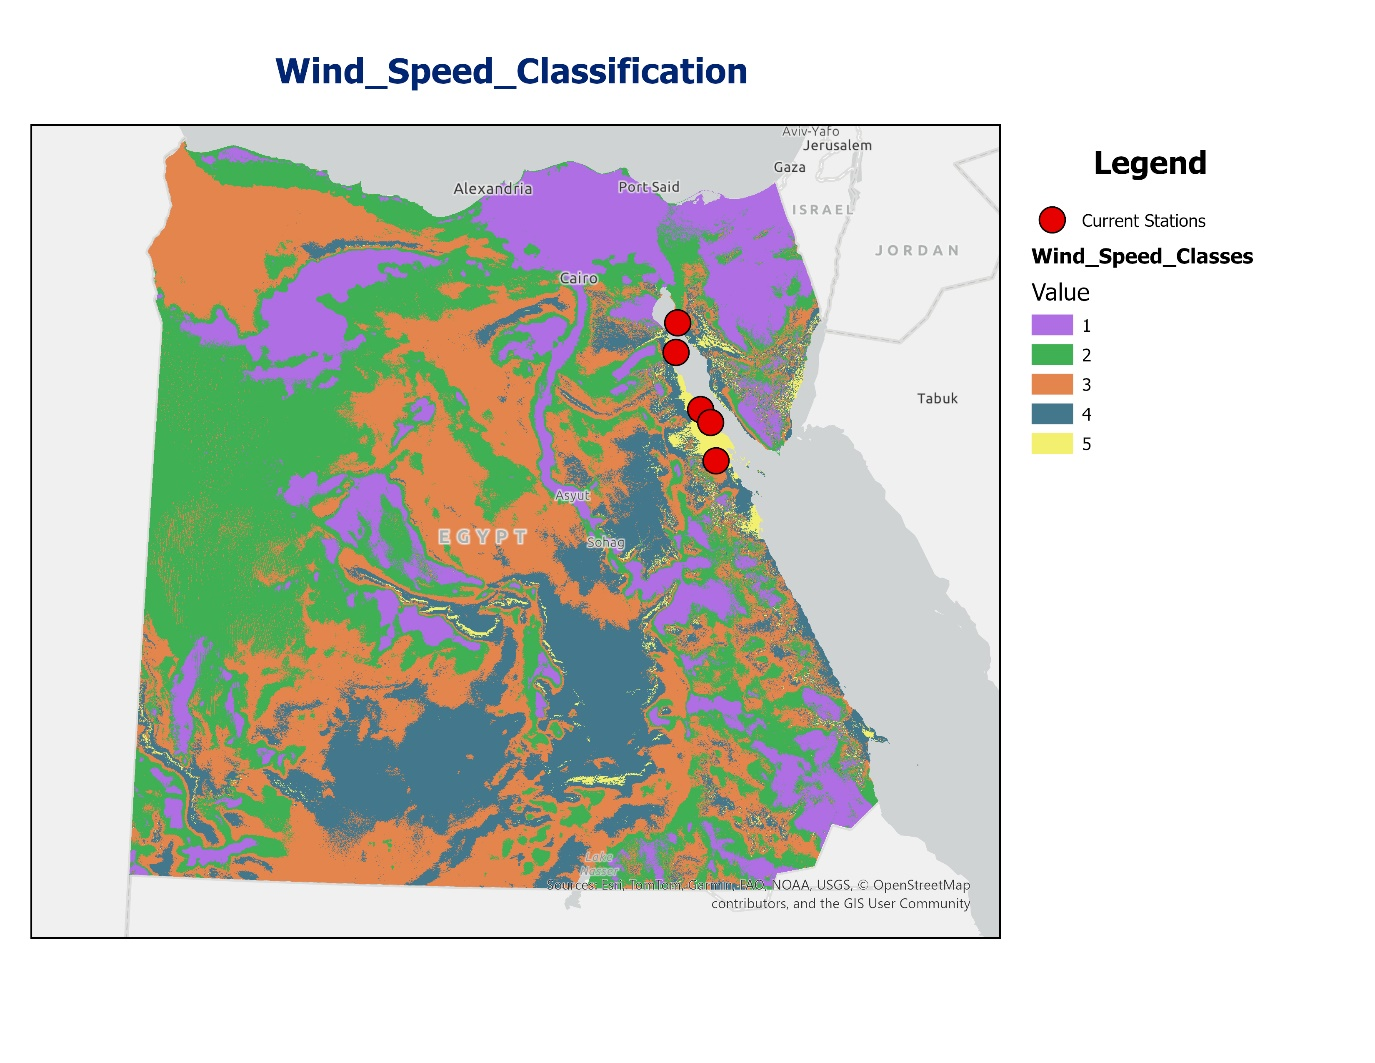 Wind_Speed_Classification
Aviv-Yafo
Jerusalem
Gaza
Alexandria
Port Said
ISRAEL
JORDAN
Cairo
Tabuk
Asyut
EGYPT
Sohag
Lake
Nasser
Sources: Esri, TomTom, Garmin, FAO, NOAA, USGS, © OpenStreetMap
contributors, and the GIS User Community
Legend
Current Stations
Wind_Speed_Classes
Value
1
2
3
4
5